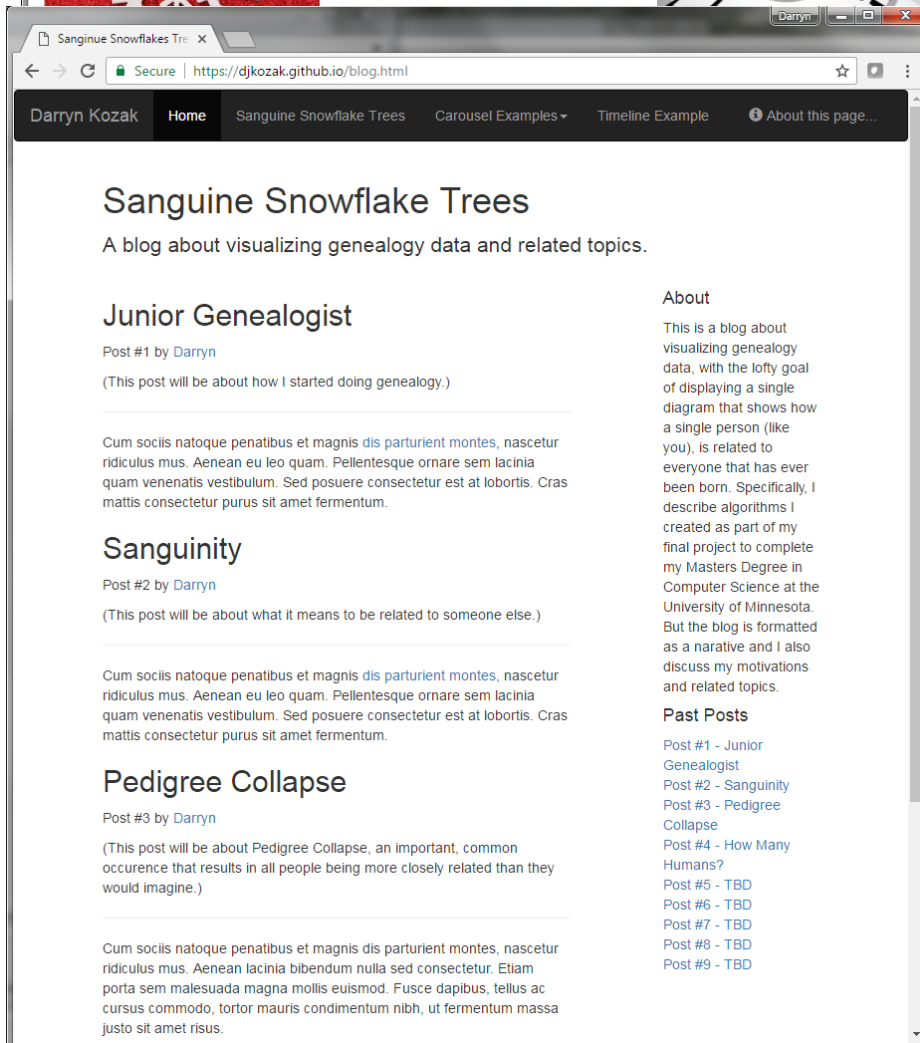 Darryn
Sanginue Snowflakes Tre
Secure | https://djkozak.github.io/blog.html
Darryn Kozak Home Sanguine Snowflake Trees Carousel Examples Timeline Example About this page...
Sanguine Snowflake Trees
A blog about visualizing genealogy data and related topics.
Junior Genealogist
Post #1 by Darryn
(This post will be about how I started doing genealogy.)
Cum sociis natoque penatibus et magnis dis parturient montes, nascetur
ridiculus mus. Aenean eu leo quam. Pellentesque ornare sem lacinia
quam venenatis vestibulum. Sed posuere consectetur est at lobortis. Cras
mattis consectetur purus sit amet fermentum.
Sanguinity
Post #2 by Darryn
(This post will be about what it means to be related to someone else.)
Cum sociis natoque penatibus et magnis dis parturient montes, nascetur
ridiculus mus. Aenean eu leo quam. Pellentesque ornare sem lacinia
quam venenatis vestibulum. Sed posuere consectetur est at lobortis. Cras
mattis consectetur purus sit amet fermentum.
Pedigree Collapse
Post #3 by Darryn
(This post will be about Pedigree Collapse, an important, common
occurence that results in all people being more closely related than they
would imagine.)
Cum sociis natoque penatibus et magnis dis parturient montes, nascetur
ridiculus mus. Aenean lacinia bibendum nulla sed consectetur. Etiam
porta sem malesuada magna mollis euismod. Fusce dapibus, tellus ac
cursus commodo, tortor mauris condimentum nibh, ut fermentum massa
justo sit amet risus.
About
This is a blog about
visualizing genealogy
data, with the lofty goal
of displaying a single
diagram that shows how
a single person (like
you), is related to
everyone that has ever
been born. Specifically, I
describe algorithms I
created as part of my
final project to complete
my Masters Degree in
Computer Science at the
University of Minnesota.
But the blog is formatted
as a narative and I also
discuss my motivations
and related topics.
Past Posts
Post #1 - Junior
Genealogist
Post #2 - Sanguinity
Post #3 - Pedigree
Collapse
Post #4 - How Many
Humans?
Post #5 - TBD
Post #6 - TBD
Post #7 - TBD
Post #8 - TBD
Post #9 - TBD